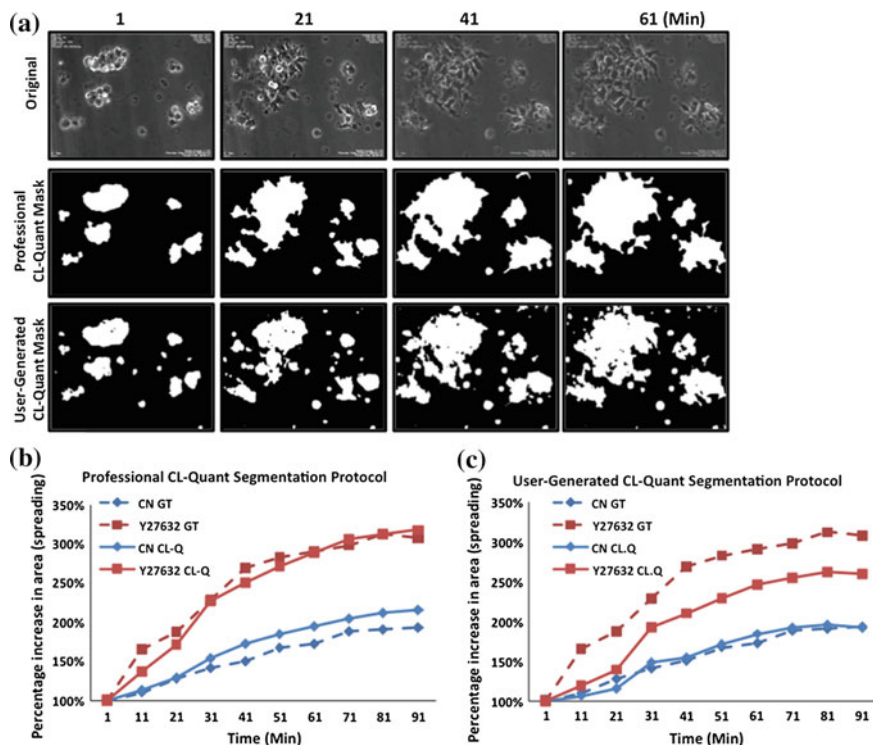 (a)
1 21 41 61 (Min)
Original
Professional
CL-Quant Mask
User-Generated
CL-Quant Mask
(b)
Professional CL-Quant Segmentation Protocol
Percentage increase in area (spreading)
350%
300%
250%
200%
150%
100%
CN GT
Y27632 GT
CN CL-Q
Y27632 CL-Q
1 11 21 31 41 51 61 71 81 91
Time (Min)
(c)
User-Generated CL-Quant Segmentation Protocol
Percentage increase in area (spreading)
350%
300%
250%
200%
150%
100%
CN GT
Y27632 GT
CN CL.Q
Y27632 CL.Q
1 11 21 31 41 51 61 71 81 91
Time (Min)